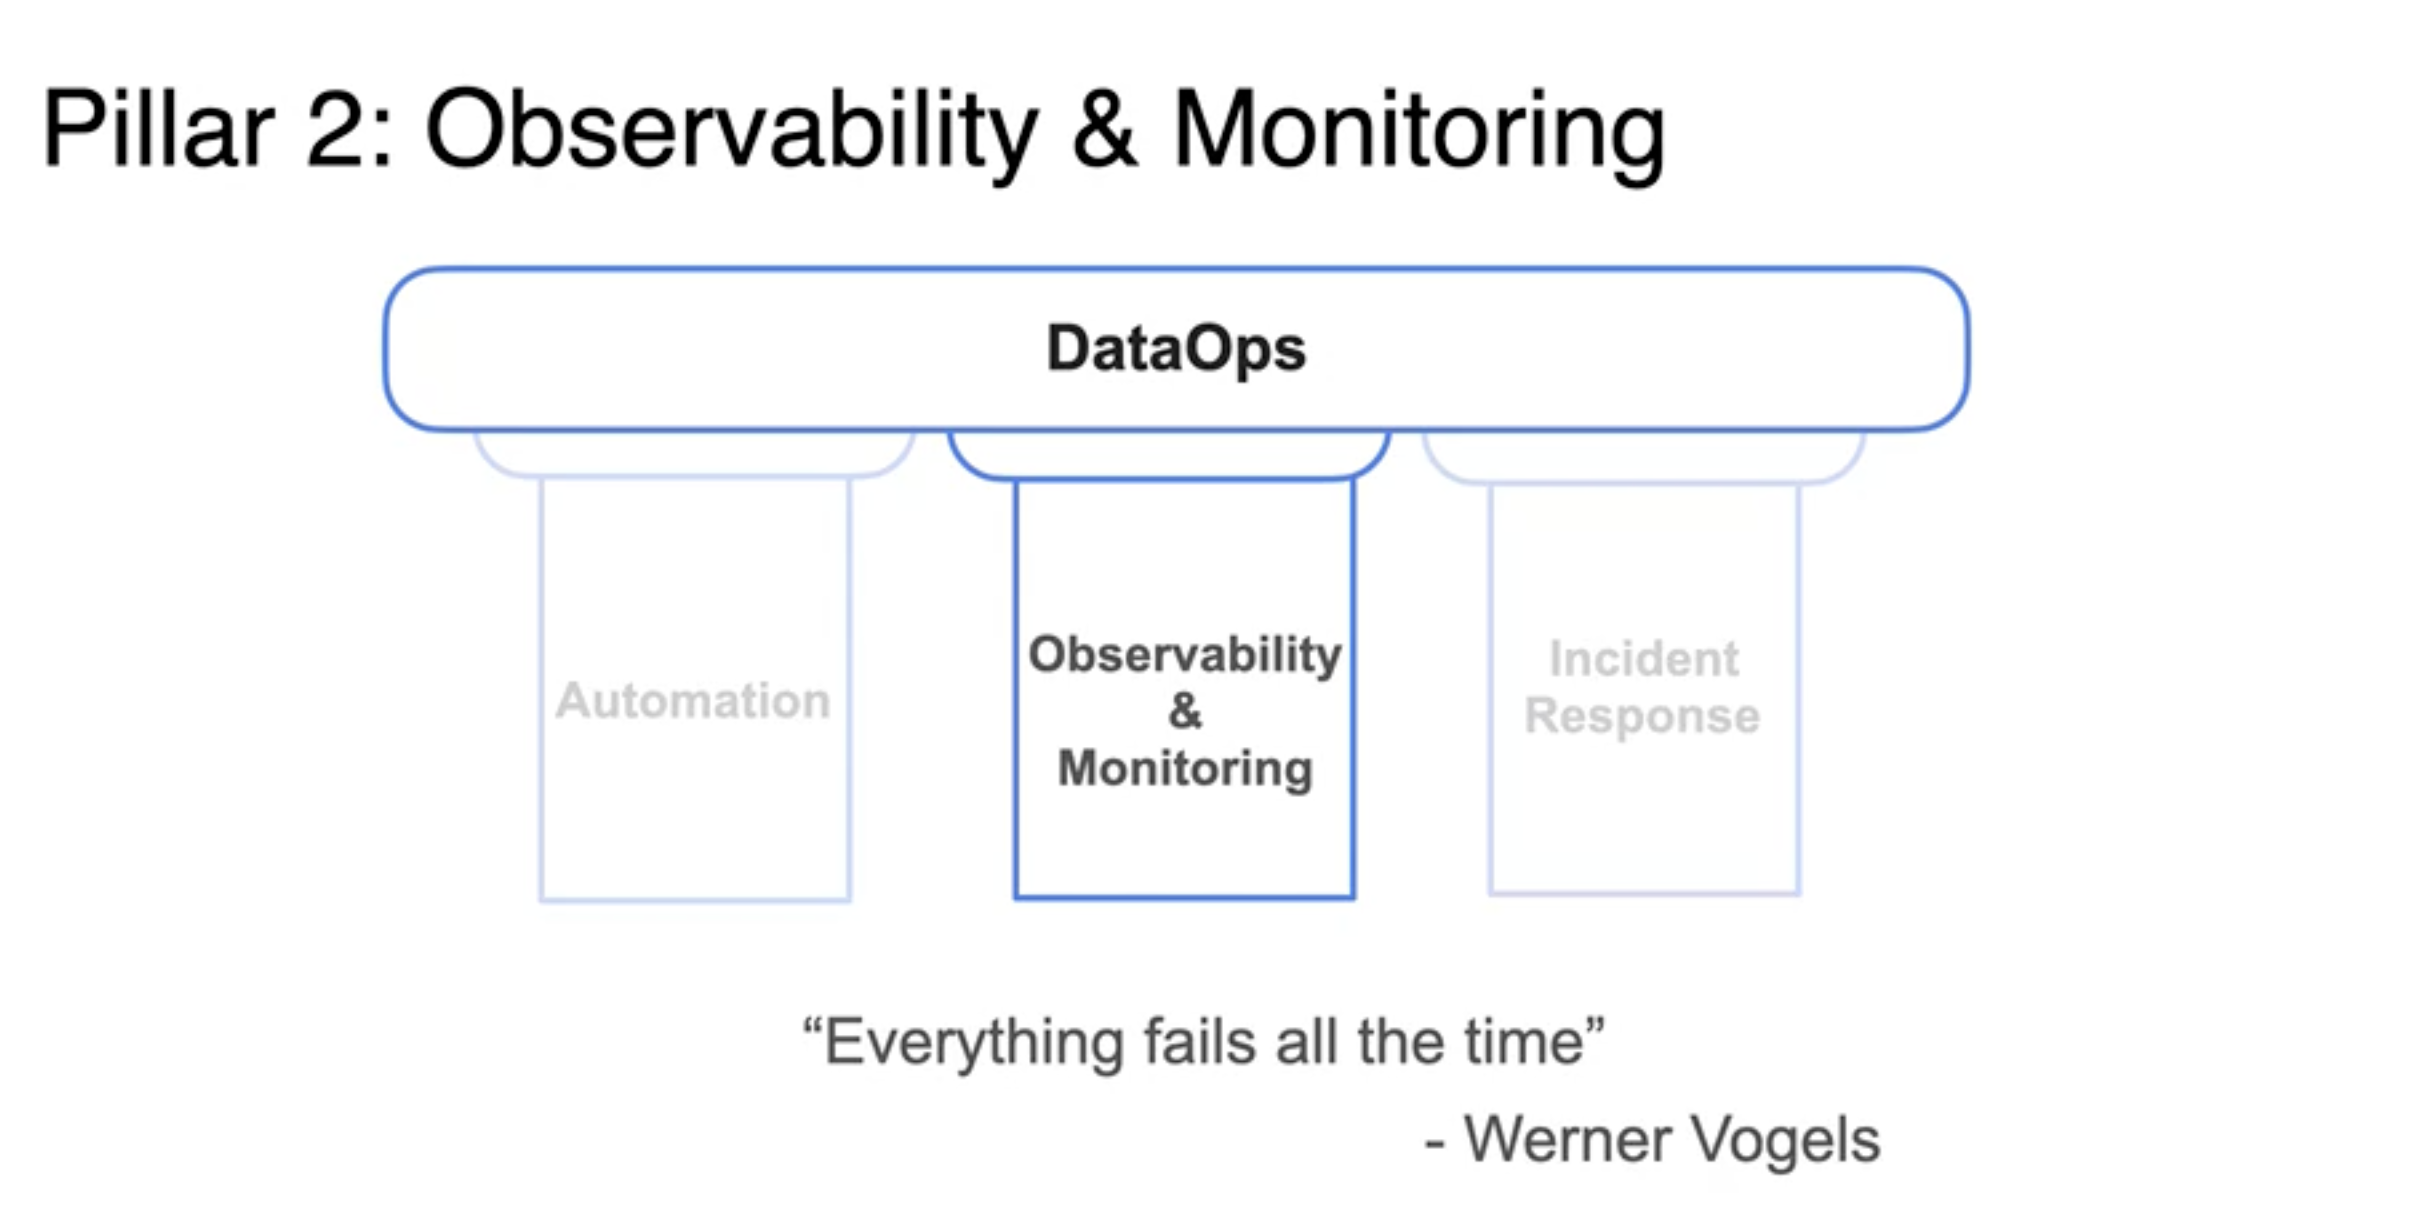 Pillar 2: Observability & Monitoring
DataOps
Automation
Observability
&
Monitoring
Incident
Response
“Everything fails all the time”
- Werner Vogels